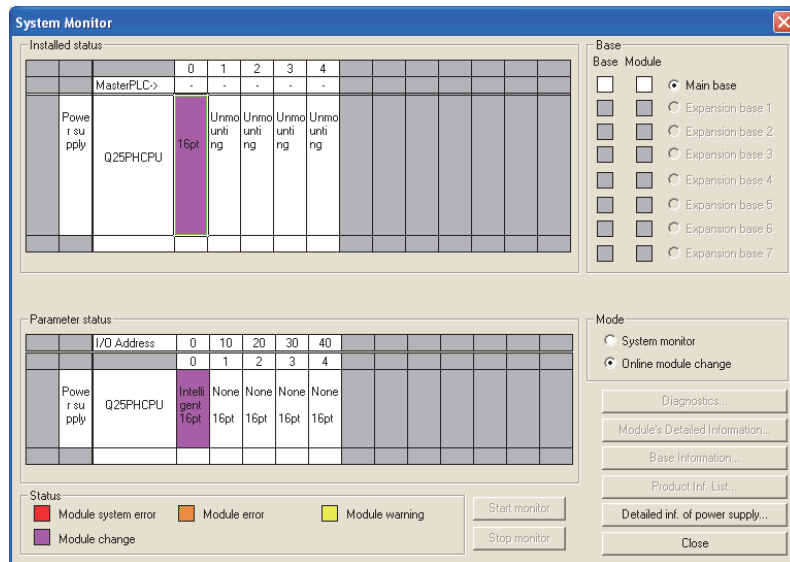 System Monitor
Installed status
0 1 2 3 4
MasterPLC-> - - - - -
Powe
r su
pply
Q25PHCPU
16pt
Unmo
unti
ng
Unmo
unti
ng
Unmo
unti
ng
Unmo
unti
ng
Base
Base Module
Main base
Expansion base 1
Expansion base 2
Expansion base 3
Expansion base 4
Expansion base 5
Expansion base 6
Expansion base 7
Parameter status
I/O Address 0 10 20 30 40
0 1 2 3 4
Powe
r su
pply
Q25PHCPU
Intelli
gent
16pt
None
16pt
None
16pt
None
16pt
None
16pt
Mode
System monitor
Online module change
Diagnostics...
Module's Detailed Information...
Base Information...
Product Inf. List...
Detailed inf. of power supply...
Close
Status
Module system error
Module error
Module warning
Module change
Start monitor
Stop monitor